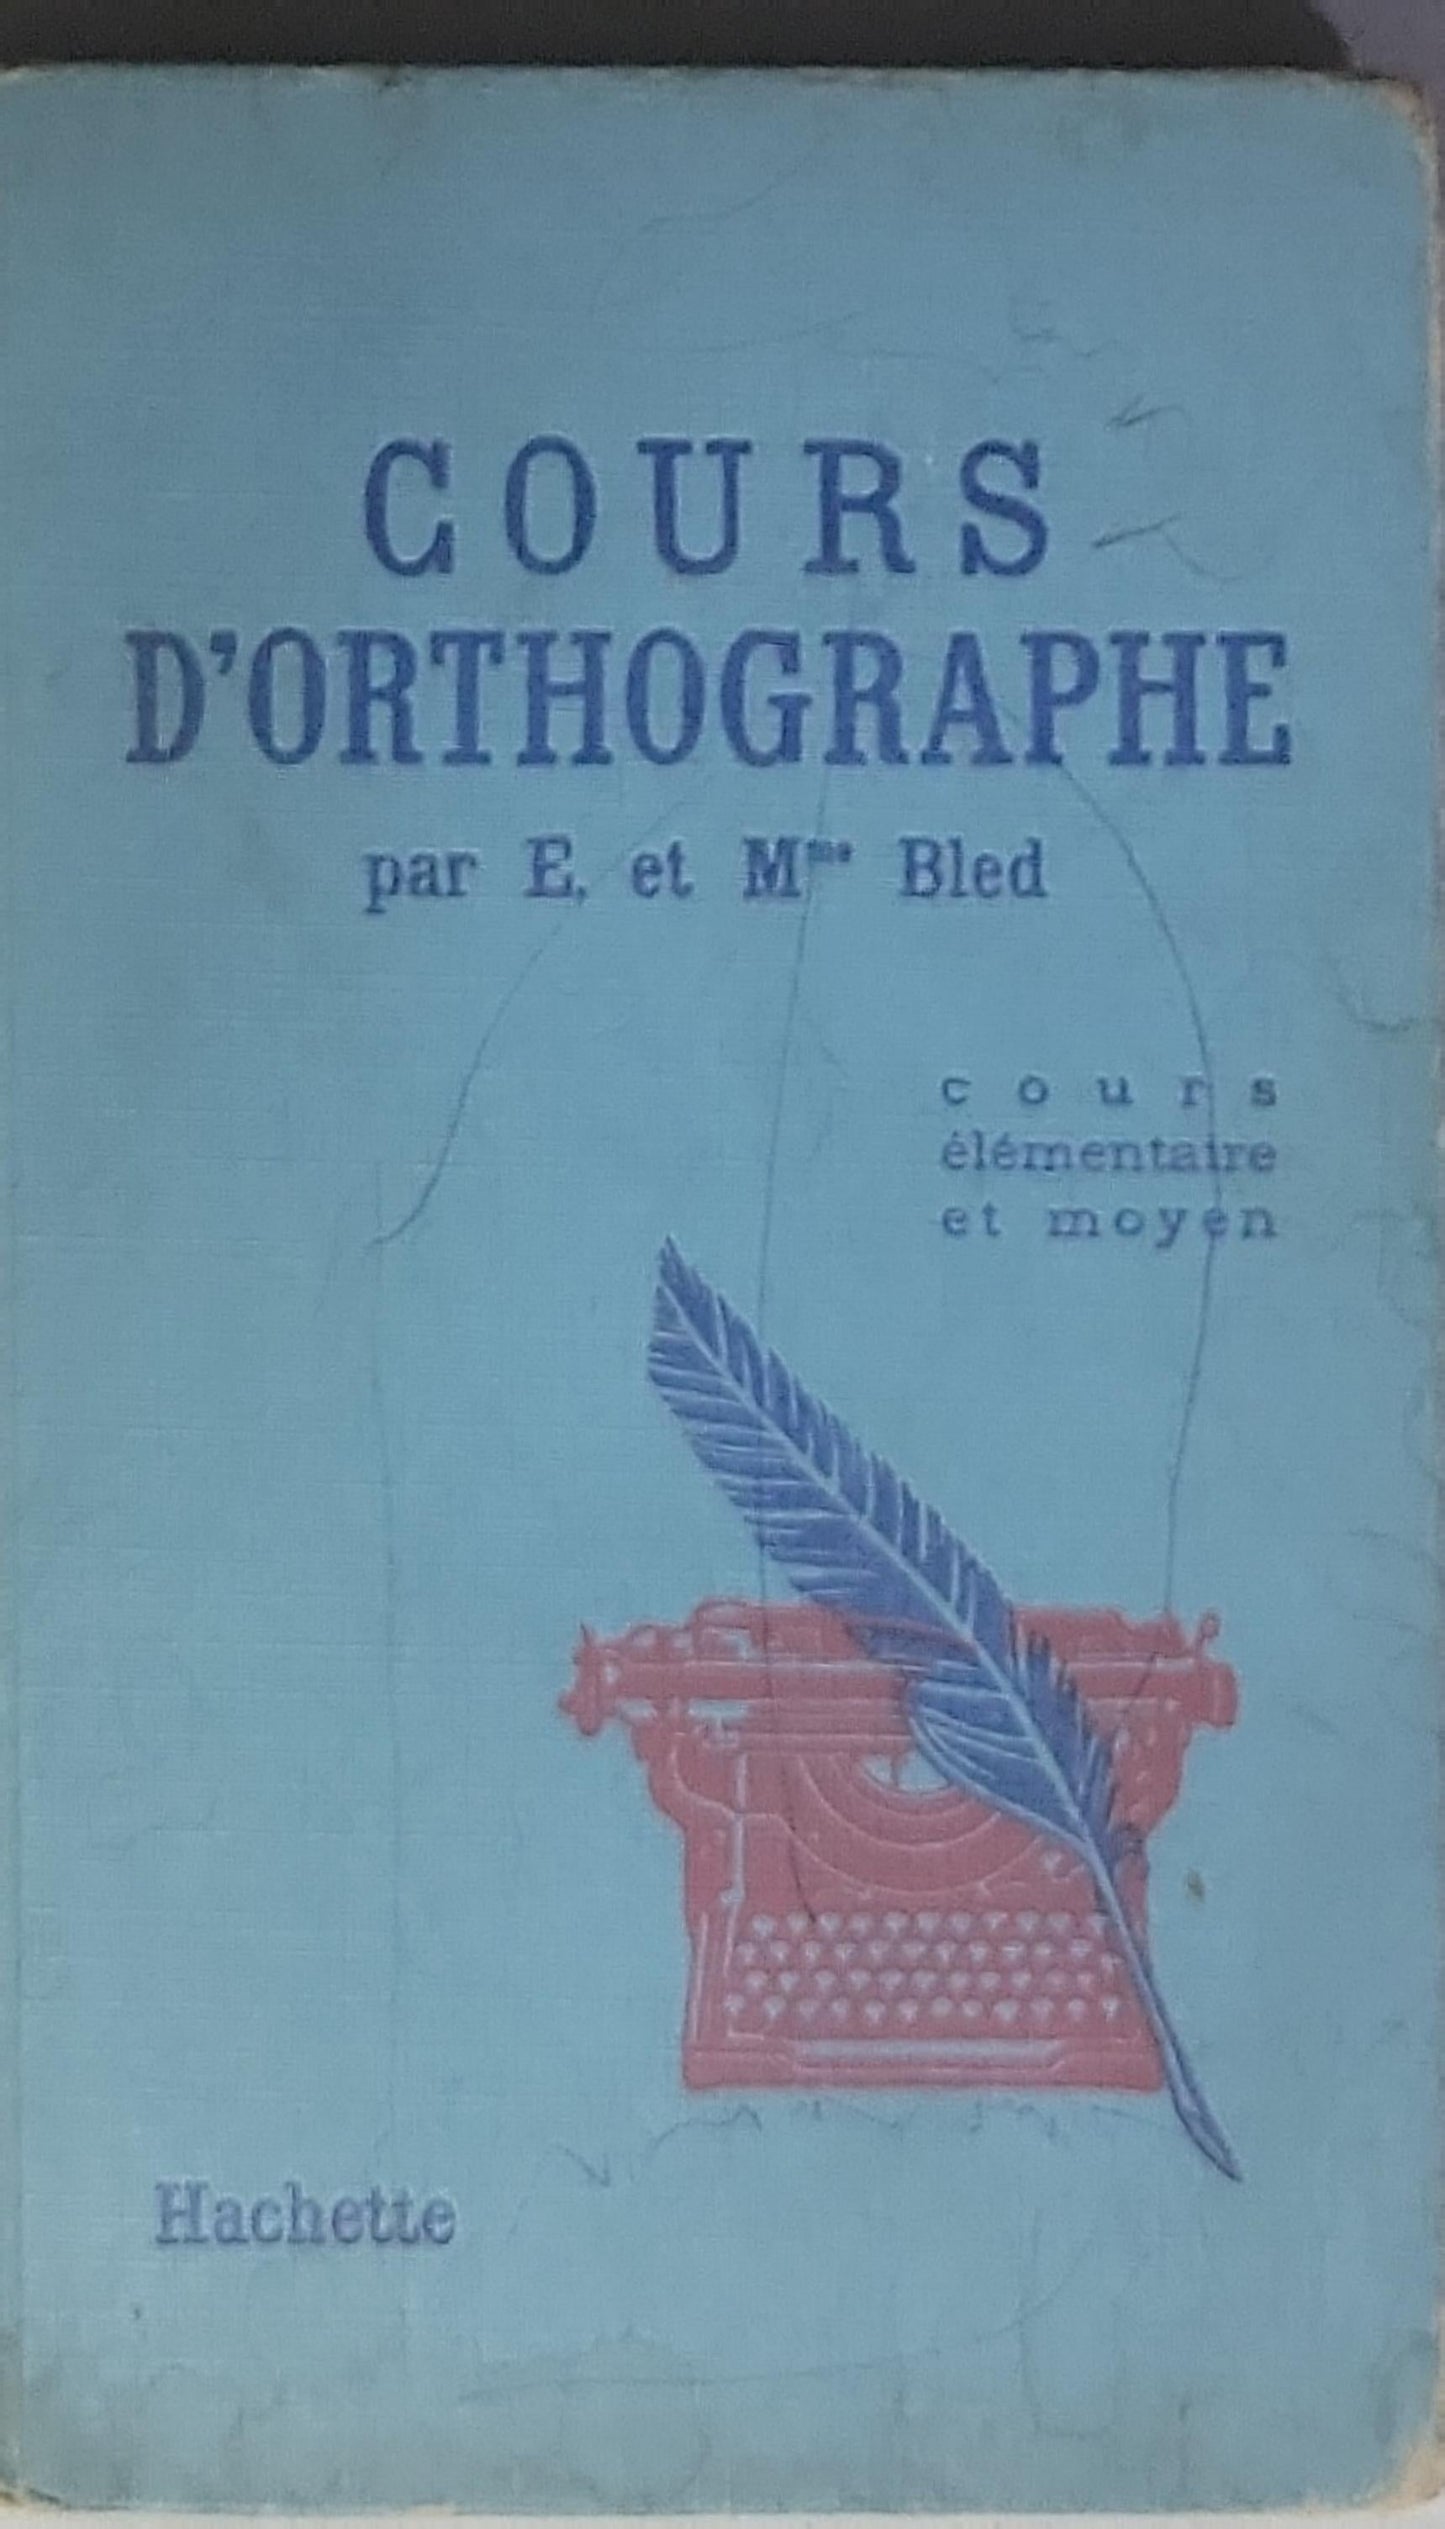 COURS
D'ORTHOGRAPHE
par E. et Mme Bled
cours
élémentaire
et moyen
Hachette